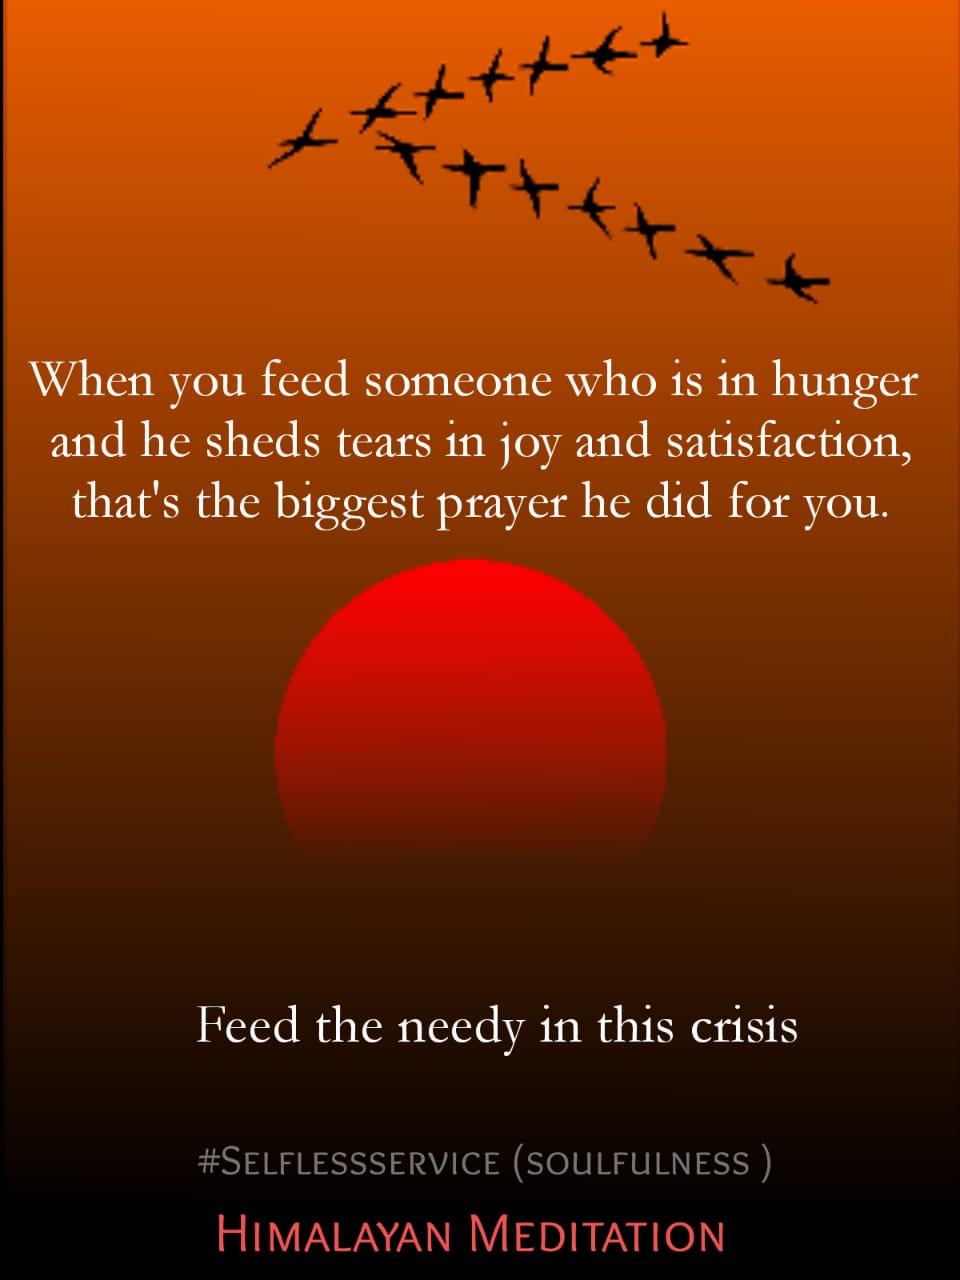 When you feed someone who is in hunger
and he sheds tears in joy and satisfaction,
that's the biggest prayer he did for you.
Feed the needy in this crisis
#Selflessservice (soulfulness )
Himalayan Meditation